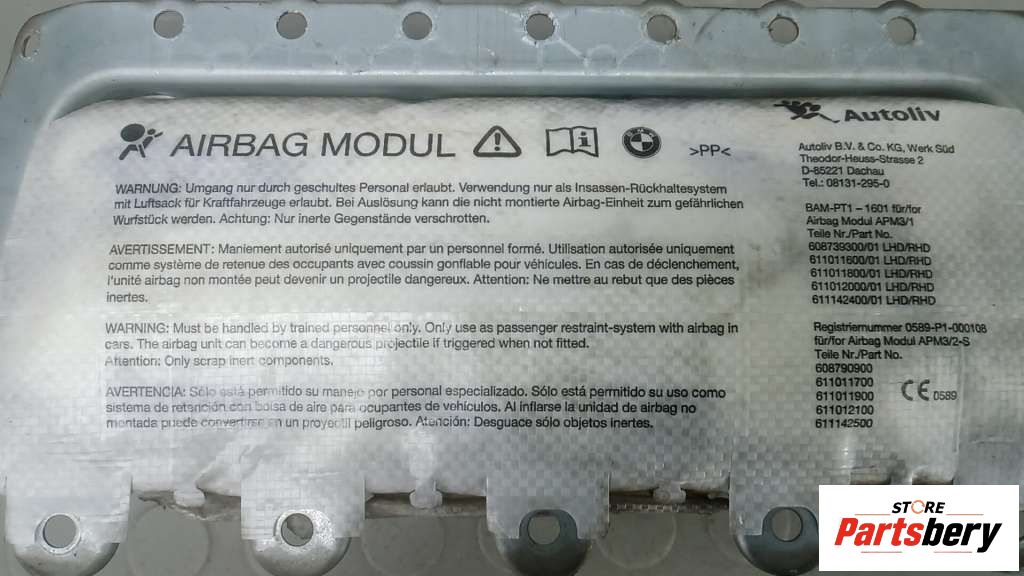 AIRBAG MODUL
>PP<
WARNUNG: Umgang nur durch geschultes Personal erlaubt. Verwendung nur als Insassen-Rückhaltesystem
mit Luftsack für Kraftfahrzeuge erlaubt. Bei Auslösung kann die nicht montierte Airbag-Einheit zum gefährlichen
Wurfstück werden. Achtung: Nur inerte Gegenstände verschrotten.
AVERTISSEMENT: Maniement autorisé uniquement par un personnel formé. Utilisation autorisée uniquement
comme système de retenue des occupants avec coussin gonflable pour véhicules. En cas de déclenchement,
l'unité airbag non montée peut devenir un projectile dangereux. Attention: Ne mettre au rebut que des pièces
inertes.
WARNING: Must be handled by trained personnel only. Only use as passenger restraint-system with airbag in
cars. The airbag unit can become a dangerous projectile if triggered when not fitted.
Attention: Only scrap inert components.
AVERTENCIA: Sólo está permitido su manejo por personal especializado. Sólo está permitido su uso como
sistema de retención con bolsa de aire para ocupantes de vehículos. Al inflarse la unidad de airbag no
montada puede convertirse en un proyectil peligroso. Atención: Desguace sólo objetos inertes.
Autoliv
Autoliv B.V. & Co. KG, Werk Süd
Theodor-Heuss-Strasse 2
D-85221 Dachau
Tel.: 08131-295-0
BAM-PT1 - 1601 für/for
Airbag Modul APM3/1
Teile Nr./Part No.
608739300/01 LHD/RHD
611011600/01 LHD/RHD
611011800/01 LHD/RHD
611012000/01 LHD/RHD
611142400/01 LHD/RHD
Registriernummer 0589-P1-000108
für/for Airbag Modul APM3/2-S
Teile Nr./Part No.
608790900
611011700
611011900
611012100
611142500
CE 0589
STORE
Partsbery